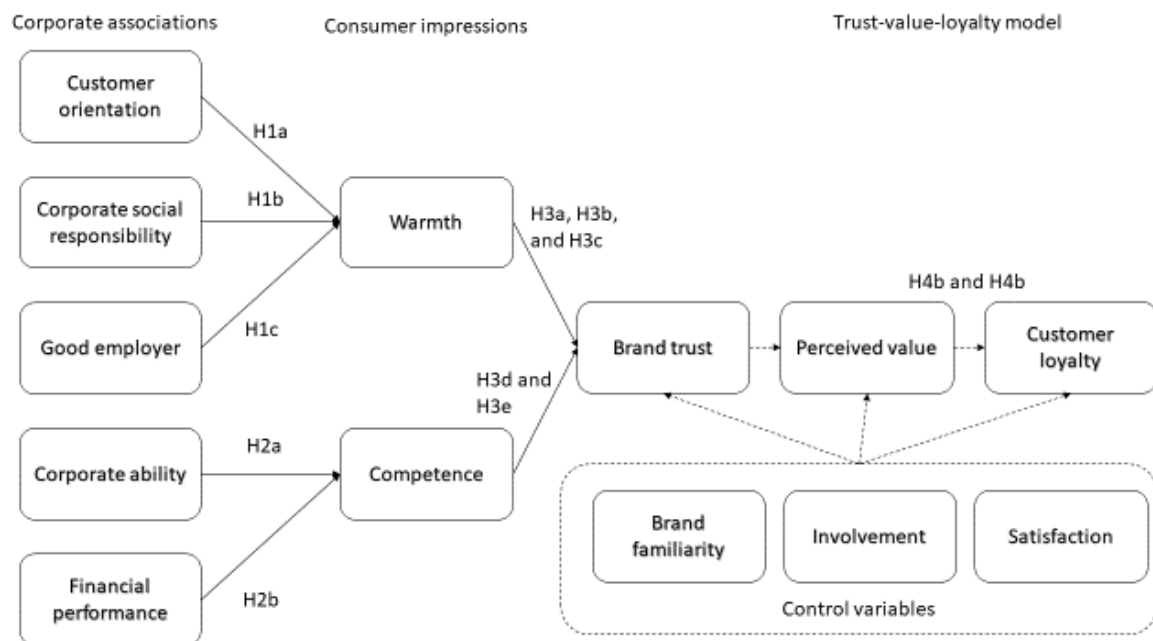 Corporate associations
Consumer impressions
Trust-value-loyalty model
Customer
orientation
H1a
Corporate social
responsibility
H1b
Warmth
H3a, H3b,
and H3c
Good employer
H1c
H4b and H4b
Brand trust
Perceived value
Customer
loyalty
H3d and
H3e
Corporate ability
H2a
Competence
Financial
performance
H2b
Brand
familiarity
Involvement
Satisfaction
Control variables